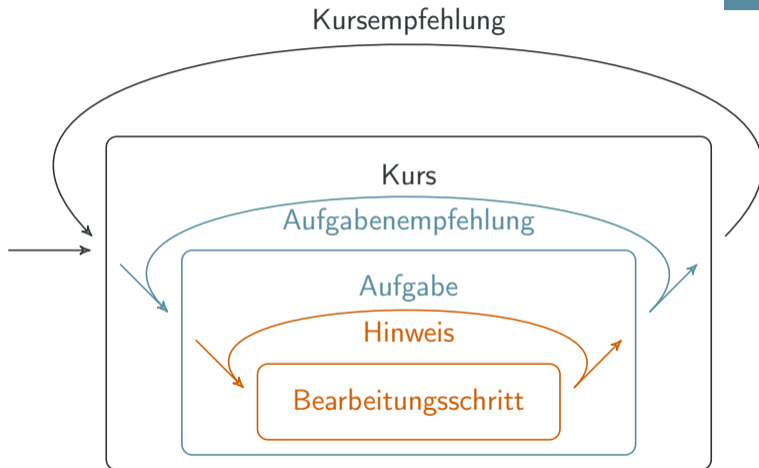 Kursempfehlung
Kurs
Aufgabenempfehlung
Aufgabe
Hinweis
Bearbeitungsschritt